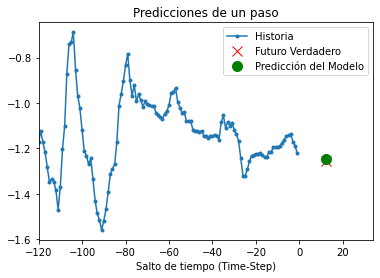 Predicciones de un paso
Historia
Futuro Verdadero
Predicción del Modelo
−0.8
−1.0
−1.2
−1.4
−1.6
−120 −100 −80 −60 −40 −20 0 20
Salto de tiempo (Time-Step)